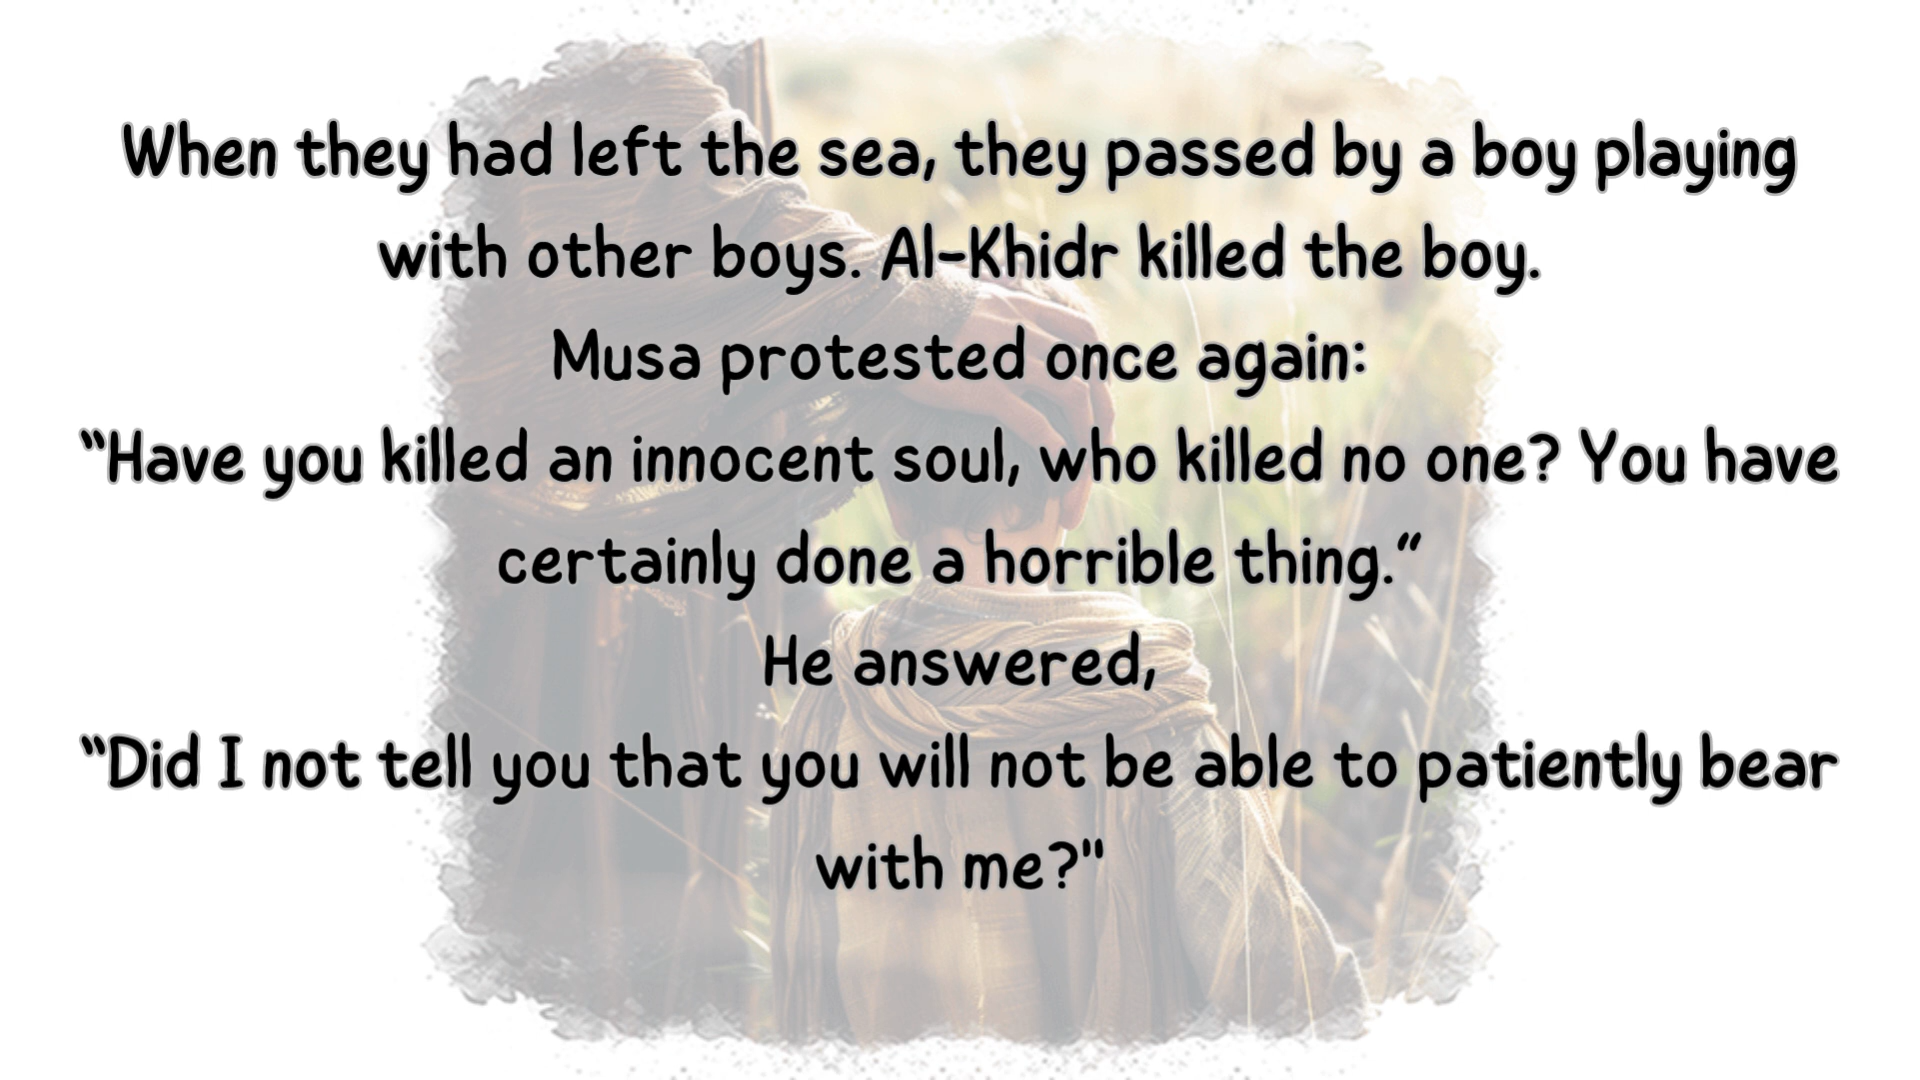 When they had left the sea, they passed by a boy playing
with other boys. Al-Khidr killed the boy.
Musa protested once again:
“Have you killed an innocent soul, who killed no one? You have
certainly done a horrible thing.”
He answered,
“Did I not tell you that you will not be able to patiently bear
with me?"